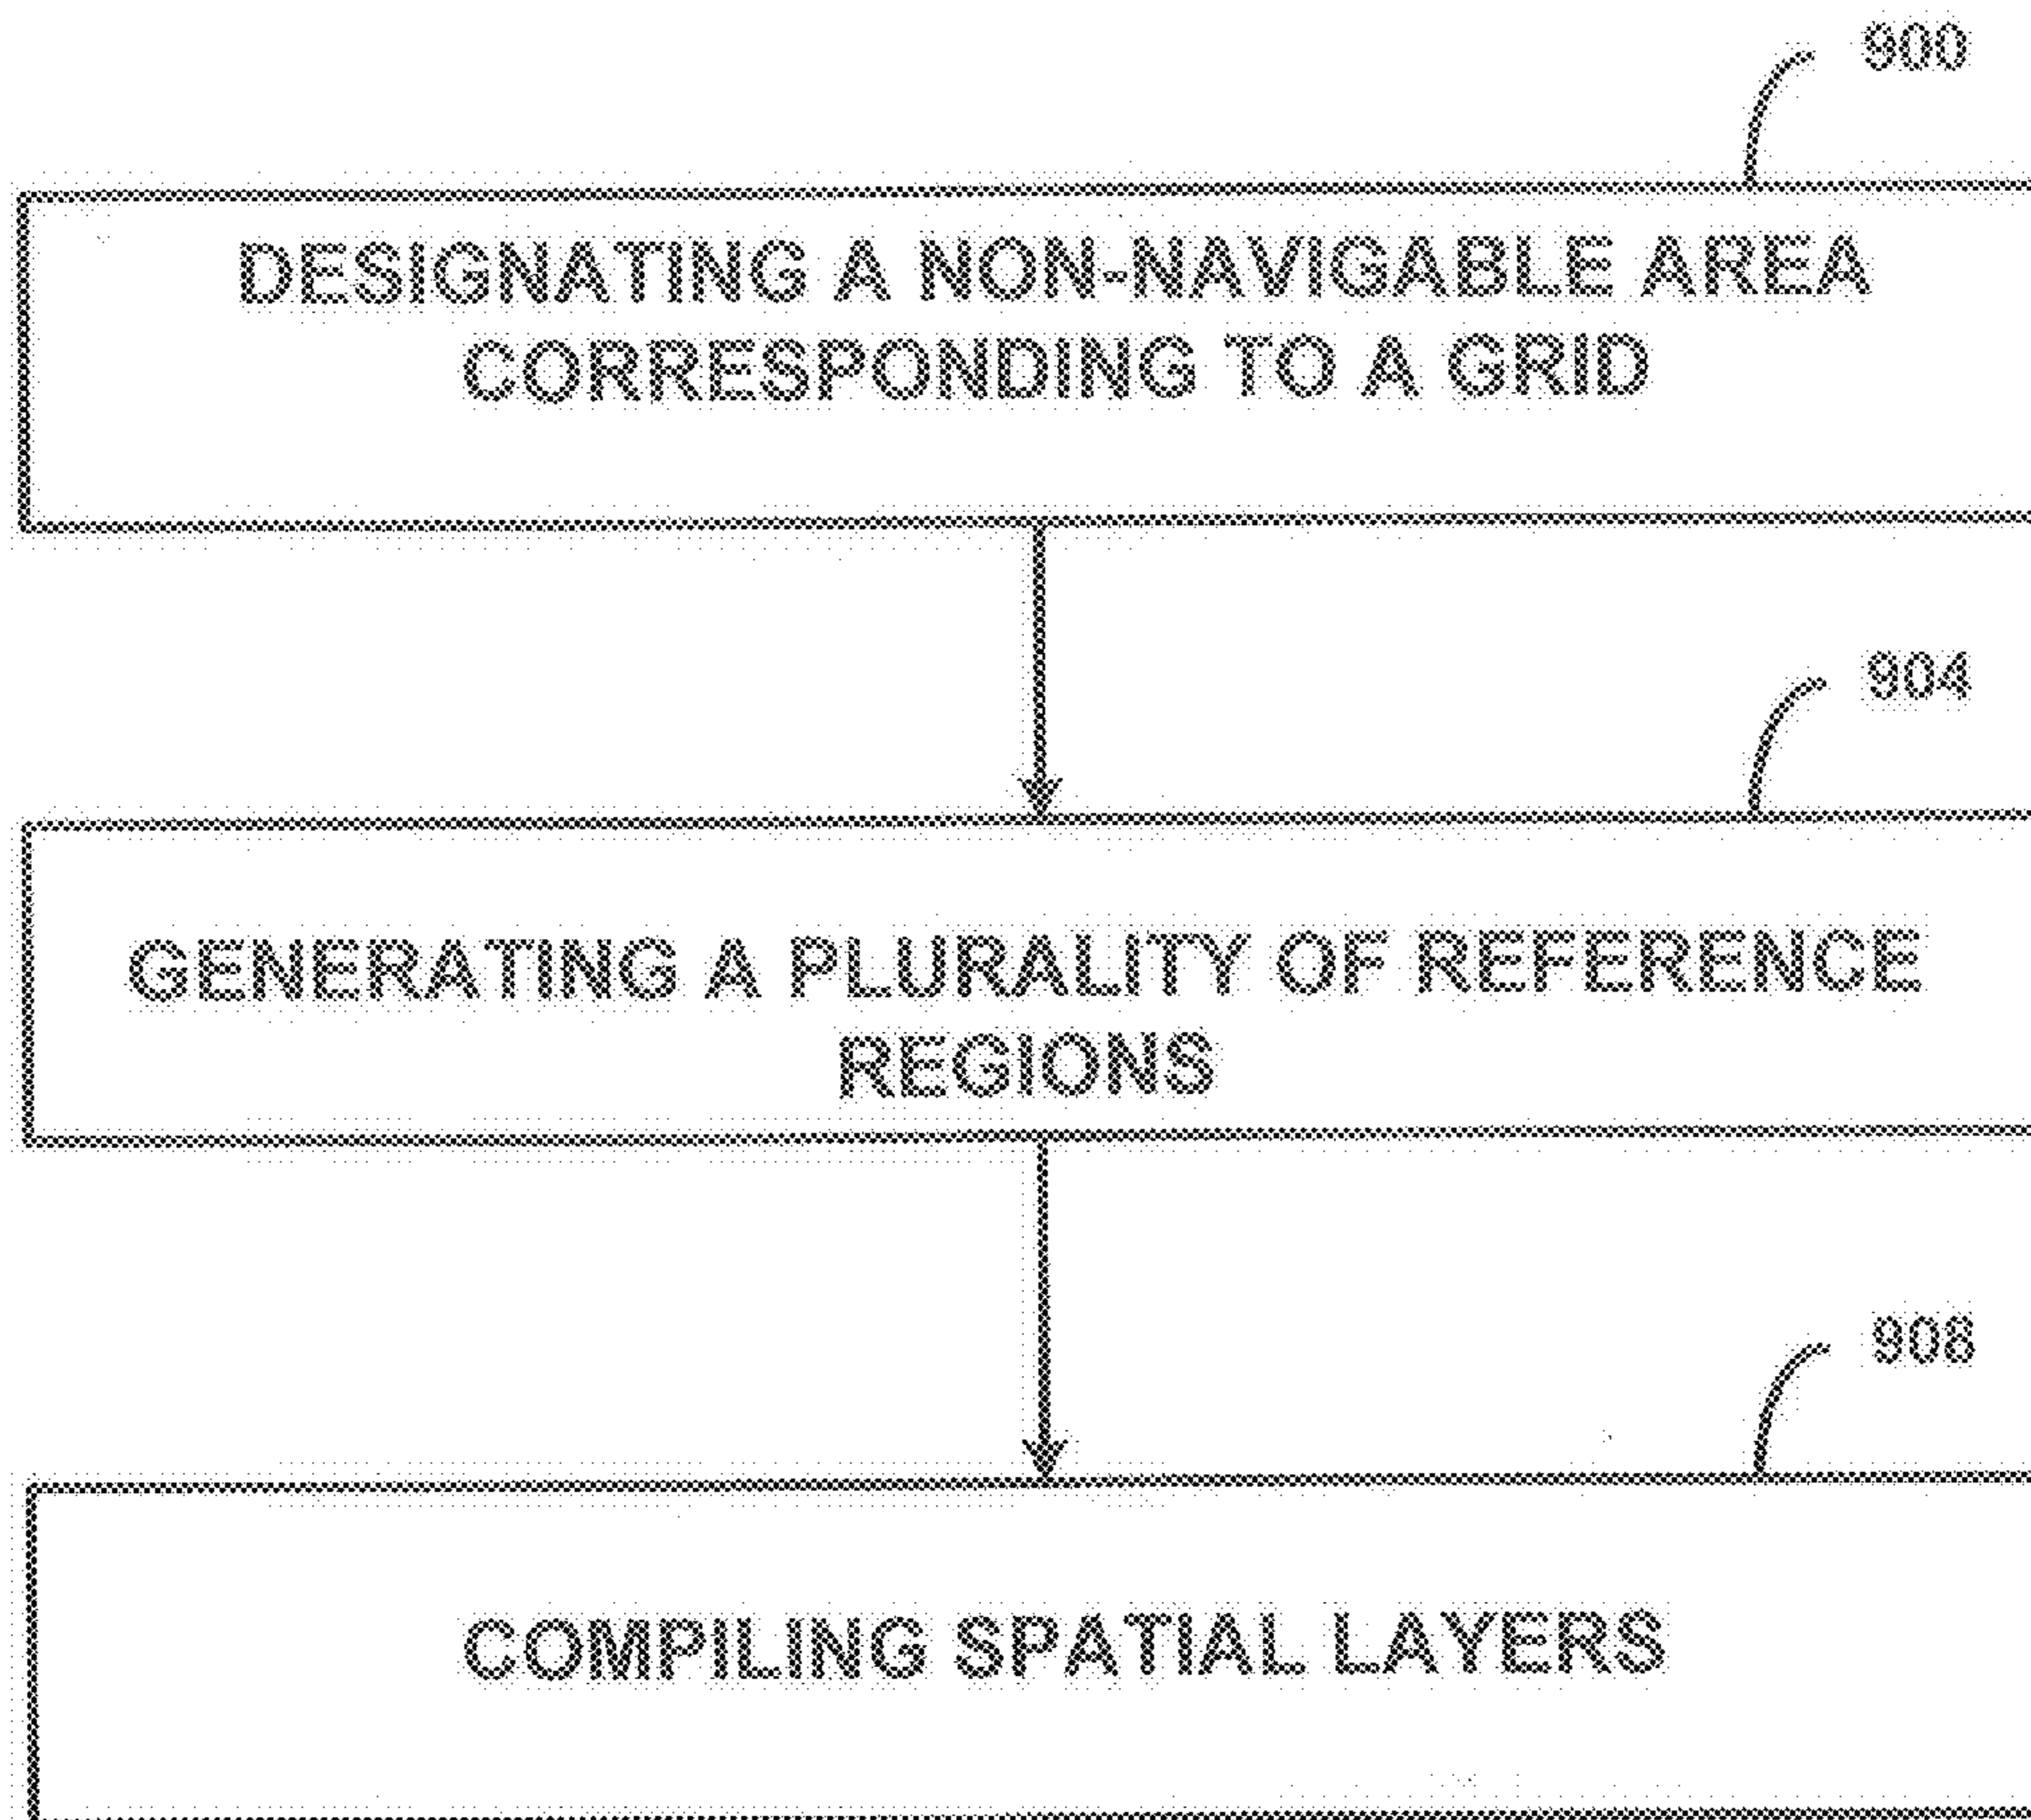 900
DESIGNATING A NON-NAVIGABLE AREA
CORRESPONDING TO A GRID
904
GENERATING A PLURALITY OF REFERENCE
REGIONS
908
COMPILING SPATIAL LAYERS